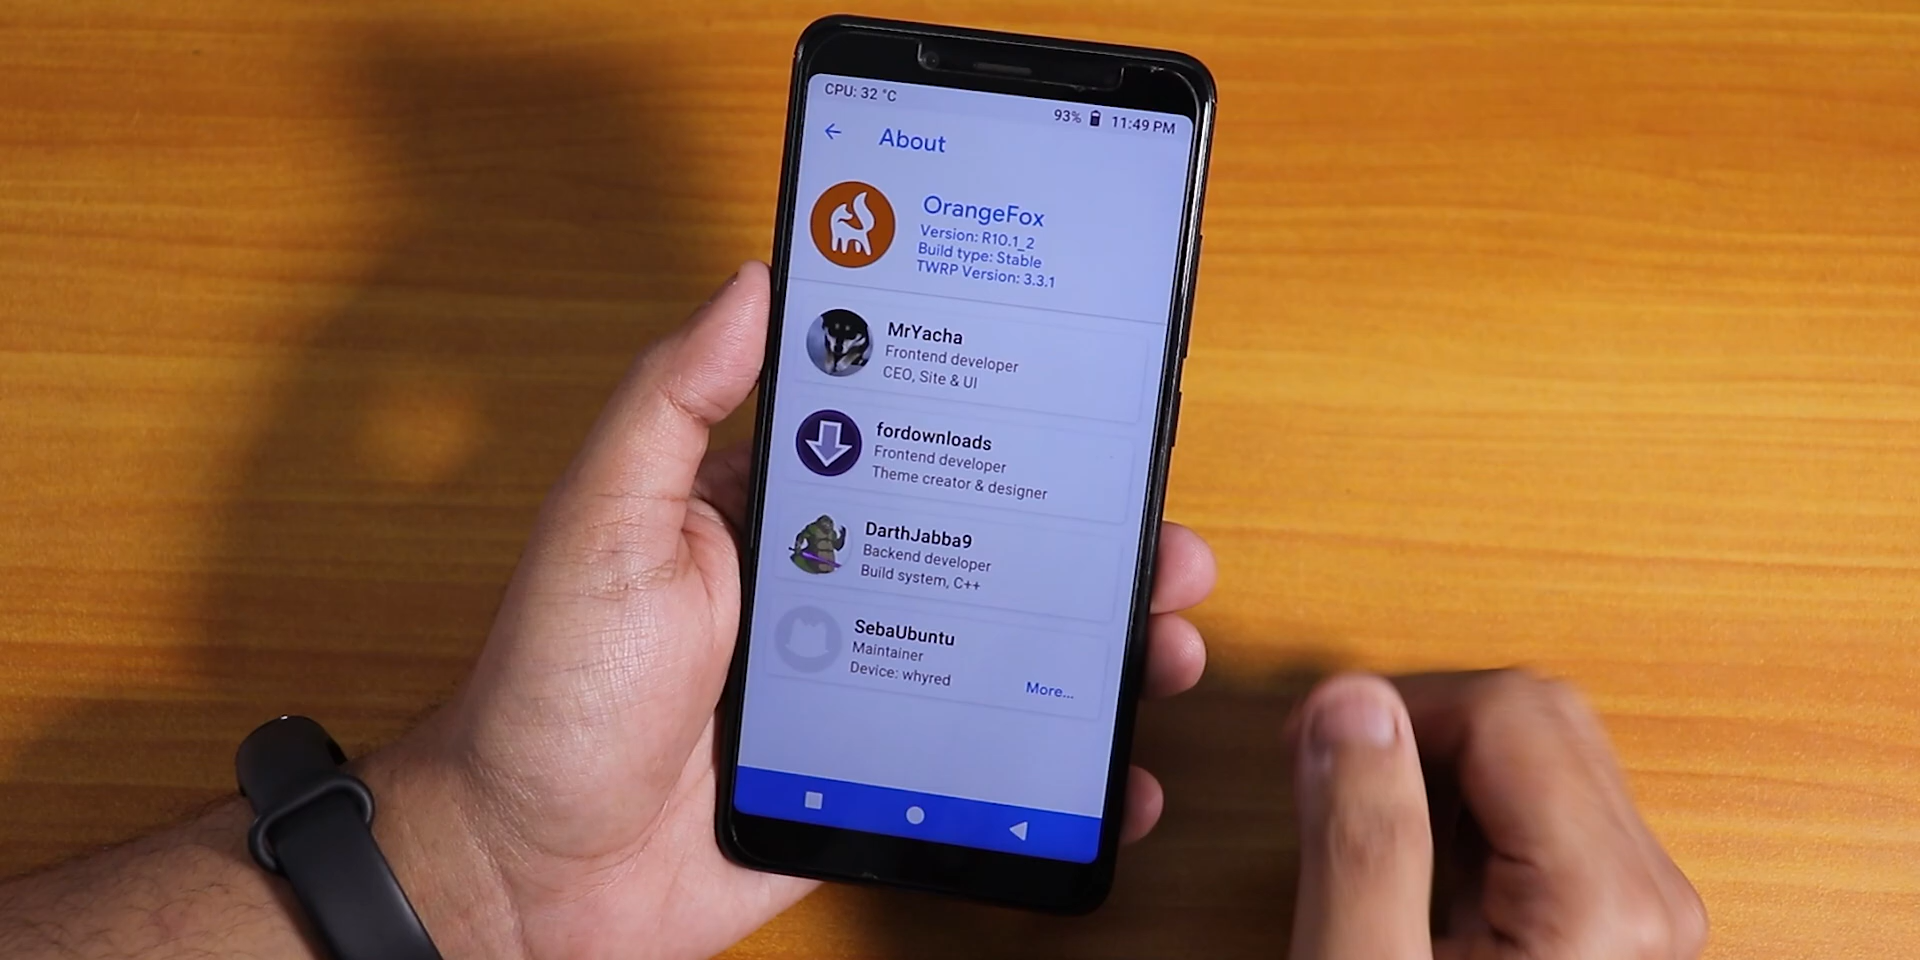 CPU: 32 °C
93% 11:49 PM
About
OrangeFox
Version: R10.1_2
Build type: Stable
TWRP Version: 3.3.1
MrYacha
Frontend developer
CEO, Site & UI
fordownloads
Frontend developer
Theme creator & designer
DarthJabba9
Backend developer
Build system, C++
SebaUbuntu
Maintainer
Device: whyred
More...